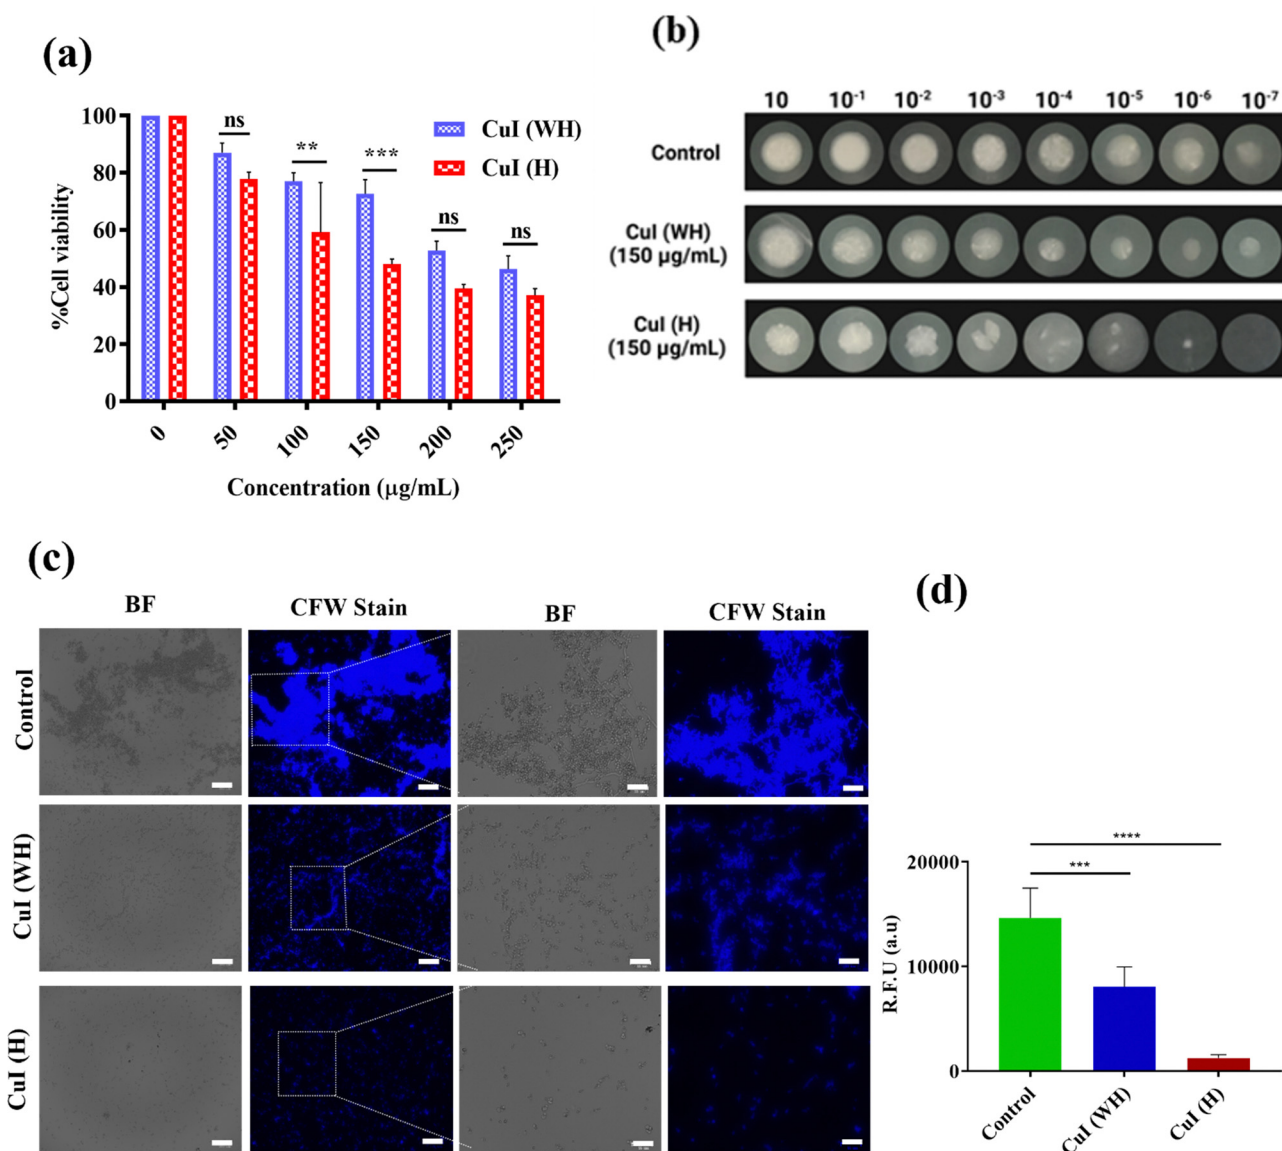 (a)
100
80
60
40
20
0
%Cell viability
ns
**
***
ns
ns
CuI (WH)
CuI (H)
0
50
100
150
200
250
Concentration (μg/mL)
(b)
10 10-1 10-2 10-3 10-4 10-5 10-6 10-7
Control
CuI (WH)
(150 μg/mL)
CuI (H)
(150 μg/mL)
(c)
BF CFW Stain BF CFW Stain
Control
CuI (WH)
CuI (H)
(d)
R.F.U (a.u)
20000
10000
0
****
***
Control
CuI (WH)
CuI (H)